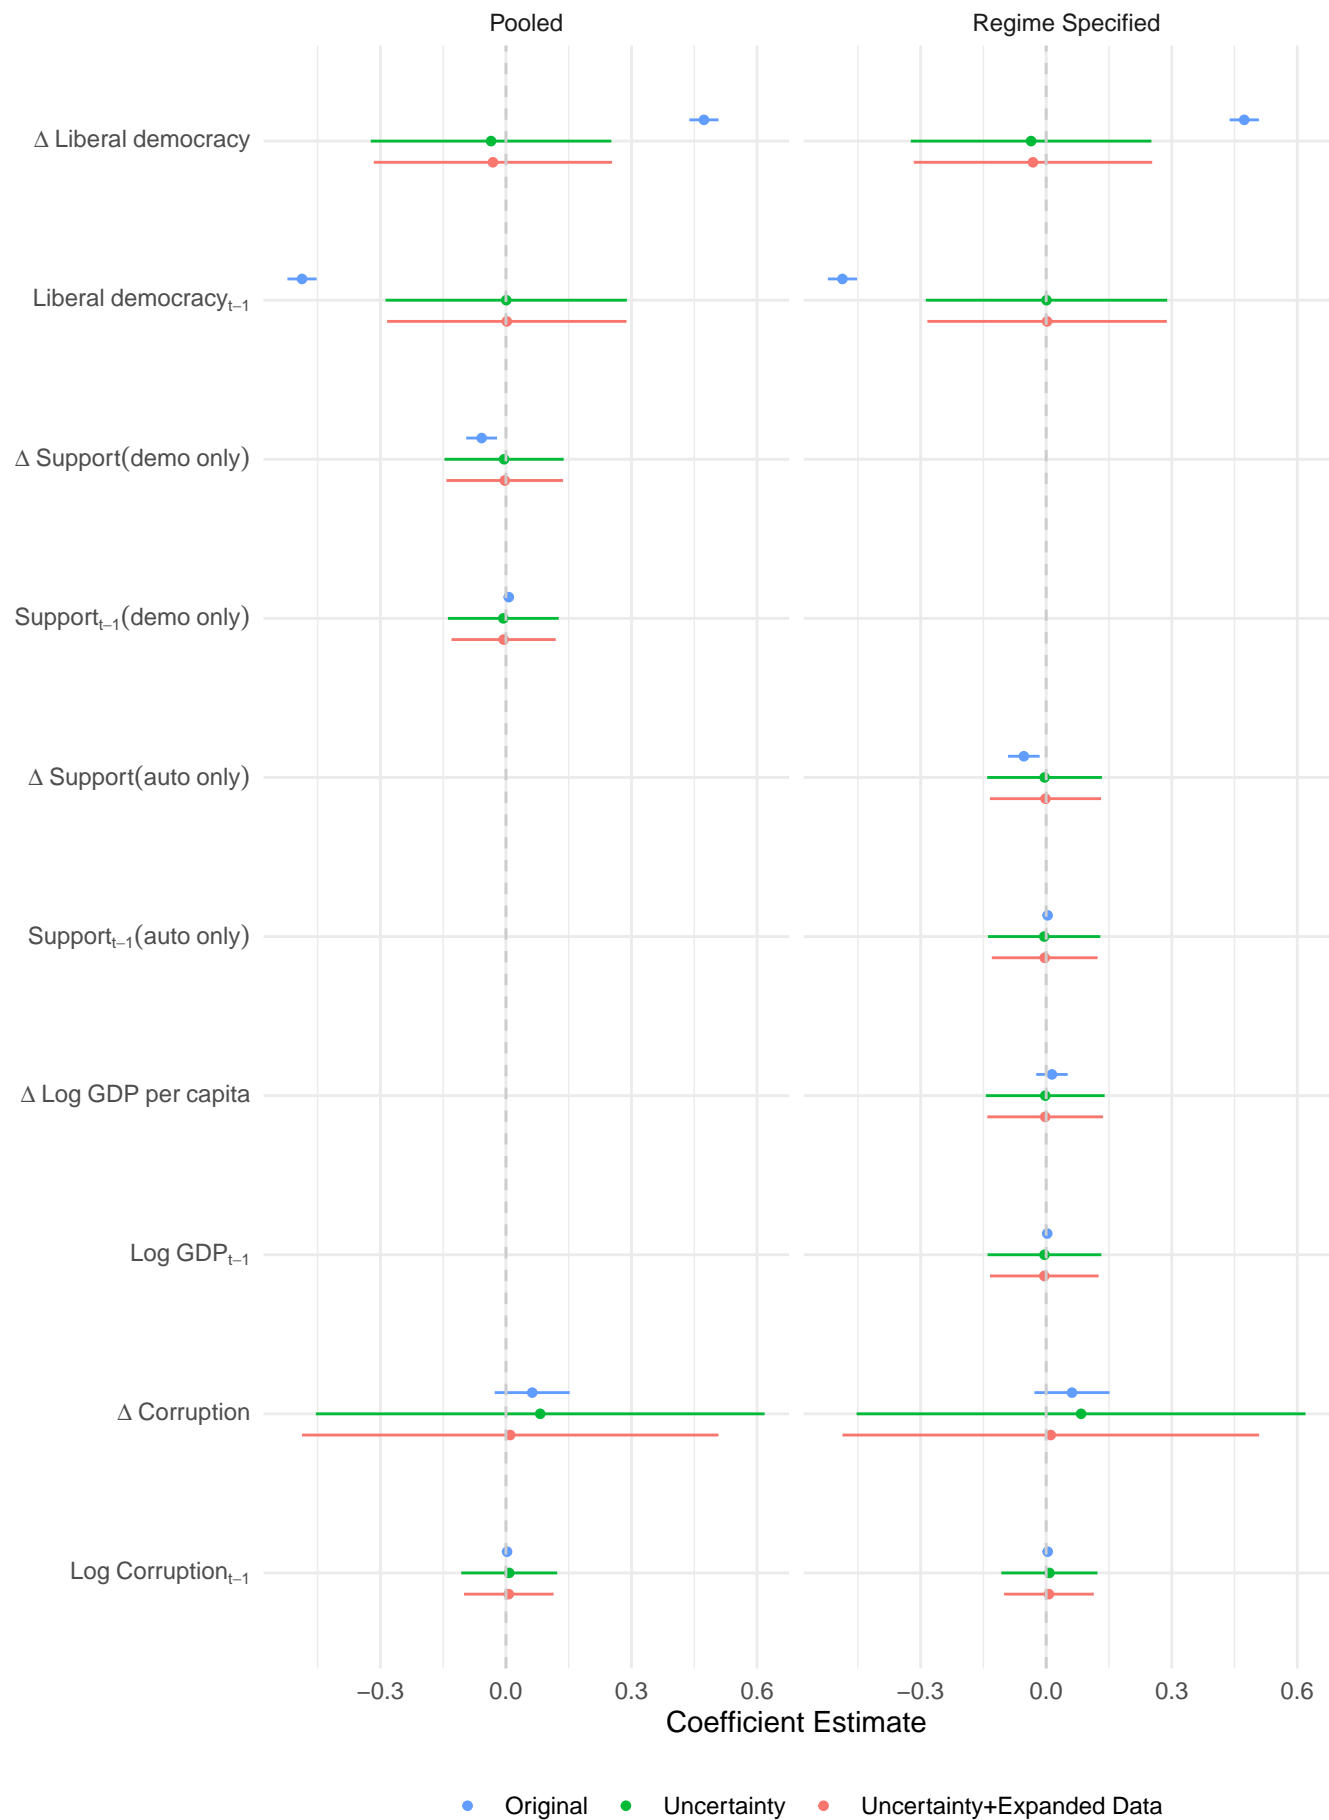 Pooled Regime Specified
Δ Liberal democracy
Liberal democracyt−1
Δ Support(demo only)
Supportt−1(demo only)
Δ Support(auto only)
Supportt−1(auto only)
Δ Log GDP per capita
Log GDPt−1
Δ Corruption
Log Corruptiont−1
−0.3 0.0 0.3 0.6 −0.3 0.0 0.3 0.6
Coefficient Estimate
Original Uncertainty Uncertainty+Expanded Data